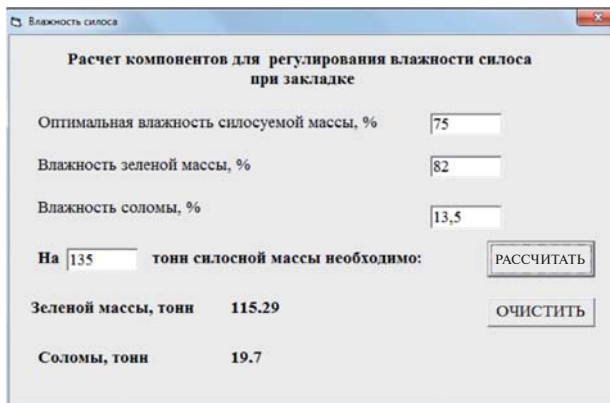 Влажность силоса
Расчет компонентов для регулирования влажности силоса
при закладке
Оптимальная влажность силосуемой массы, % 75
Влажность зеленой массы, % 82
Влажность соломы, % 13,5
На 135 тонн силосной массы необходимо: РАССЧИТАТЬ
Зеленой массы, тонн 115.29 ОЧИСТИТЬ
Соломы, тонн 19.7